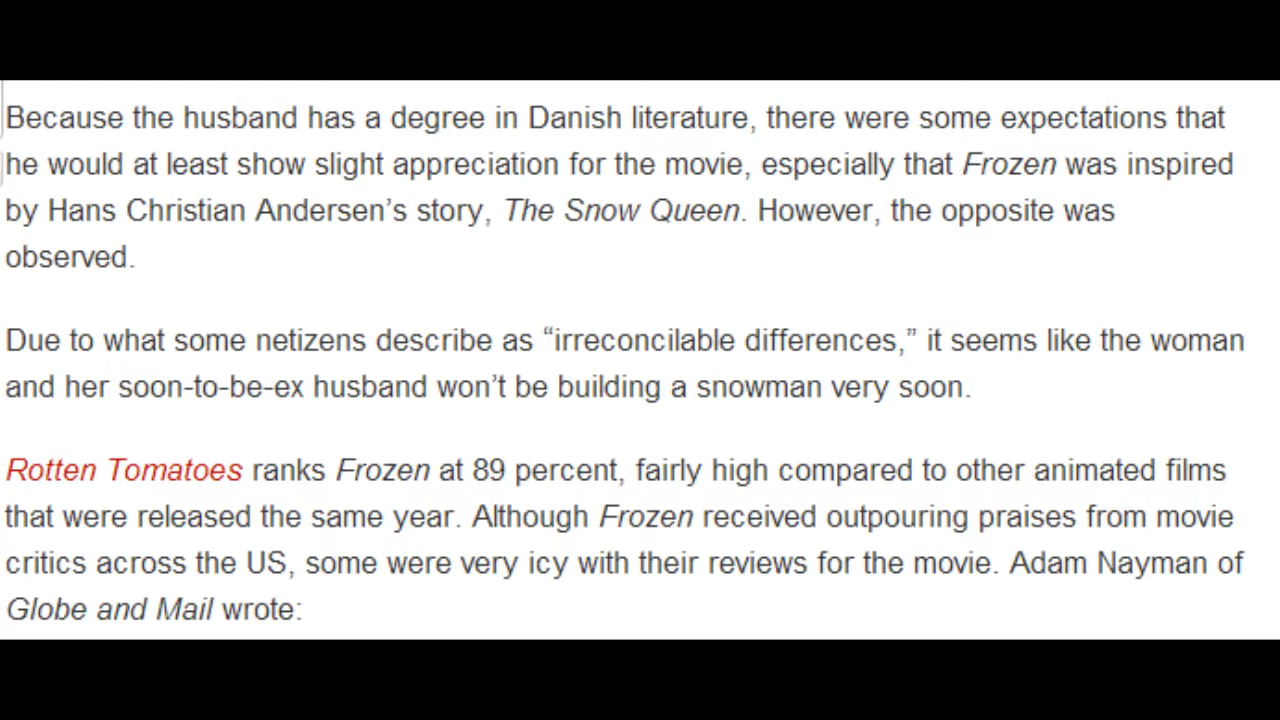 Because the husband has a degree in Danish literature, there were some expectations that
he would at least show slight appreciation for the movie, especially that Frozen was inspired
by Hans Christian Andersen’s story, The Snow Queen. However, the opposite was
observed.
Due to what some netizens describe as “irreconcilable differences,” it seems like the woman
and her soon-to-be-ex husband won’t be building a snowman very soon.
Rotten Tomatoes ranks Frozen at 89 percent, fairly high compared to other animated films
that were released the same year. Although Frozen received outpouring praises from movie
critics across the US, some were very icy with their reviews for the movie. Adam Nayman of
Globe and Mail wrote: